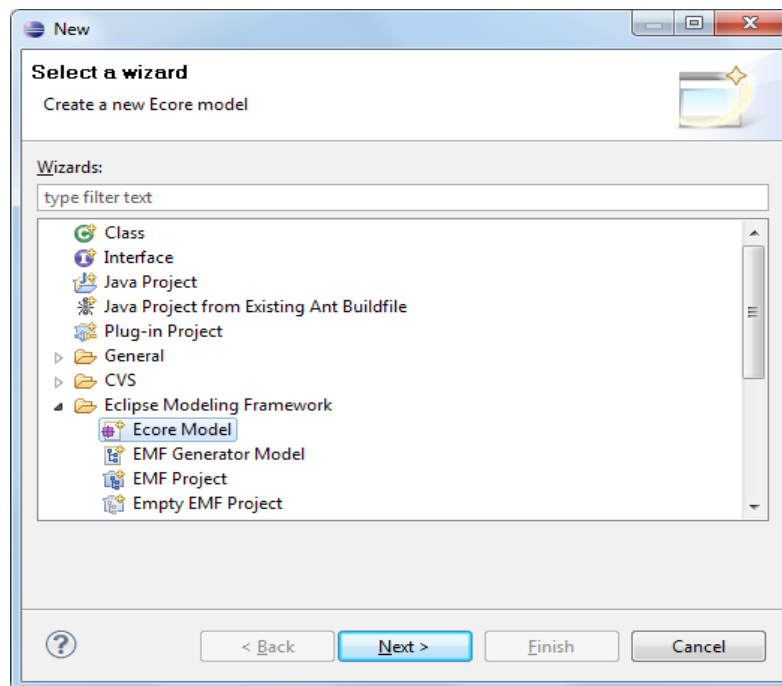 New
Select a wizard
Create a new Ecore model
Wizards:
type filter text
Class
Interface
Java Project
Java Project from Existing Ant Buildfile
Plug-in Project
General
CVS
Eclipse Modeling Framework
Ecore Model
EMF Generator Model
EMF Project
Empty EMF Project
< Back Next > Finish Cancel